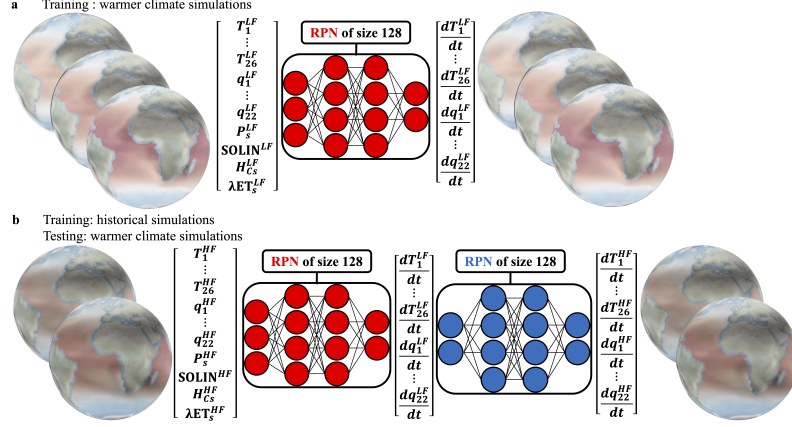 a Training : warmer climate simulations
T_1^{LF}
⋮
T_{26}^{LF}
q_1^{LF}
⋮
q_{22}^{LF}
P_s^{LF}
SOLIN^{LF}
H_{Cs}^{LF}
λET_s^{LF}
RPN of size 128
dT_1^{LF}
dt
⋮
dT_{26}^{LF}
dt
dq_1^{LF}
dt
⋮
dq_{22}^{LF}
dt
b Training: historical simulations
Testing: warmer climate simulations
T_1^{HF}
⋮
T_{26}^{HF}
q_1^{HF}
⋮
q_{22}^{HF}
P_s^{HF}
SOLIN^{HF}
H_{Cs}^{HF}
λET_s^{HF}
RPN of size 128
dT_1^{LF}
dt
⋮
dT_{26}^{LF}
dt
dq_1^{LF}
dt
⋮
dq_{22}^{LF}
dt
RPN of size 128
dT_1^{HF}
dt
⋮
dT_{26}^{HF}
dt
dq_1^{HF}
dt
⋮
dq_{22}^{HF}
dt